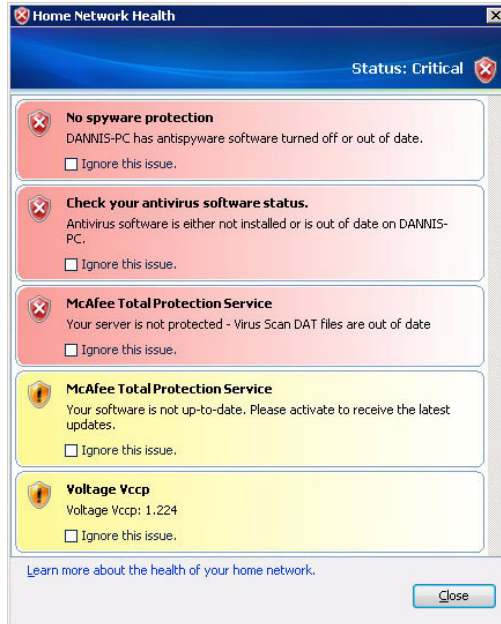 Home Network Health
Status: Critical
No spyware protection
DANNIS-PC has antispyware software turned off or out of date.
Ignore this issue.
Check your antivirus software status.
Antivirus software is either not installed or is out of date on DANNIS-
PC.
Ignore this issue.
McAfee Total Protection Service
Your server is not protected - Virus Scan DAT files are out of date
Ignore this issue.
McAfee Total Protection Service
Your software is not up-to-date. Please activate to receive the latest
updates.
Ignore this issue.
Voltage Vccp
Voltage Vccp: 1.224
Ignore this issue.
Learn more about the health of your home network.
Close